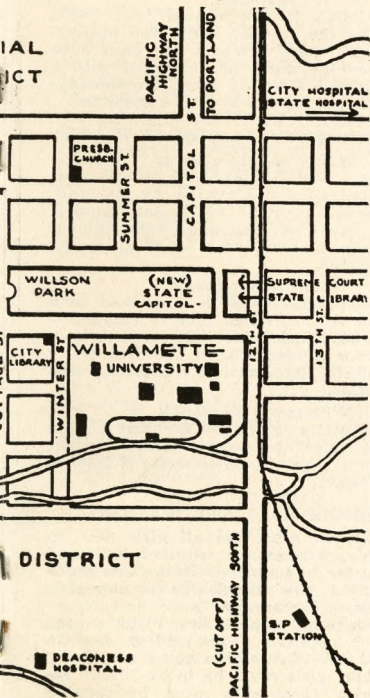 IAL
ICT
PACIFIC
HIGHWAY
NORTH
TO PORTLAND
CITY HOSPITAL
STATE HOSPITAL
PRESB.
CHURCH
SUMMER ST.
CAPITOL ST.
WILLSON
PARK
(NEW)
STATE
CAPITOL
SUPREME COURT
STATE LIBRARY
12TH
13TH ST.
CITY
LIBRARY
WINTER ST
WILLAMETTE
UNIVERSITY
DISTRICT
(CUT OFF)
PACIFIC HIGHWAY SOUTH
S.P
STATION
DEACONESS
HOSPITAL